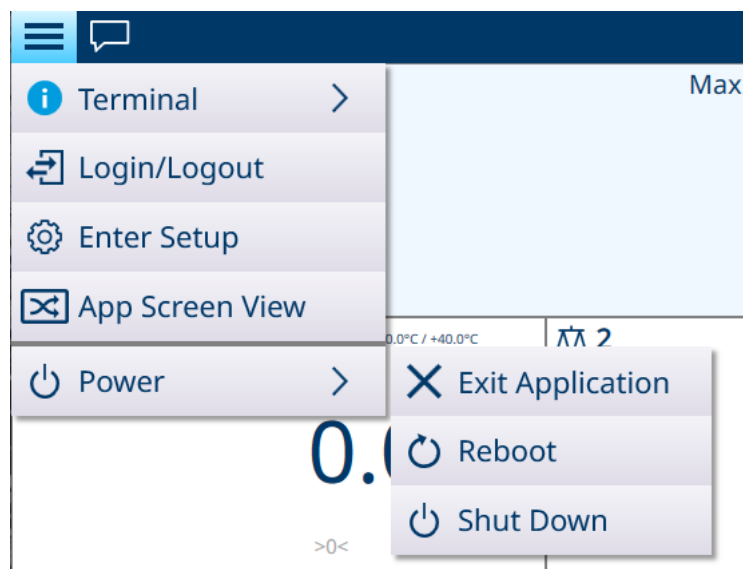 Max
Terminal
Login/Logout
Enter Setup
App Screen View
0.0°C / +40.0°C
2
Power
Exit Application
Reboot
Shut Down
0.
>0<